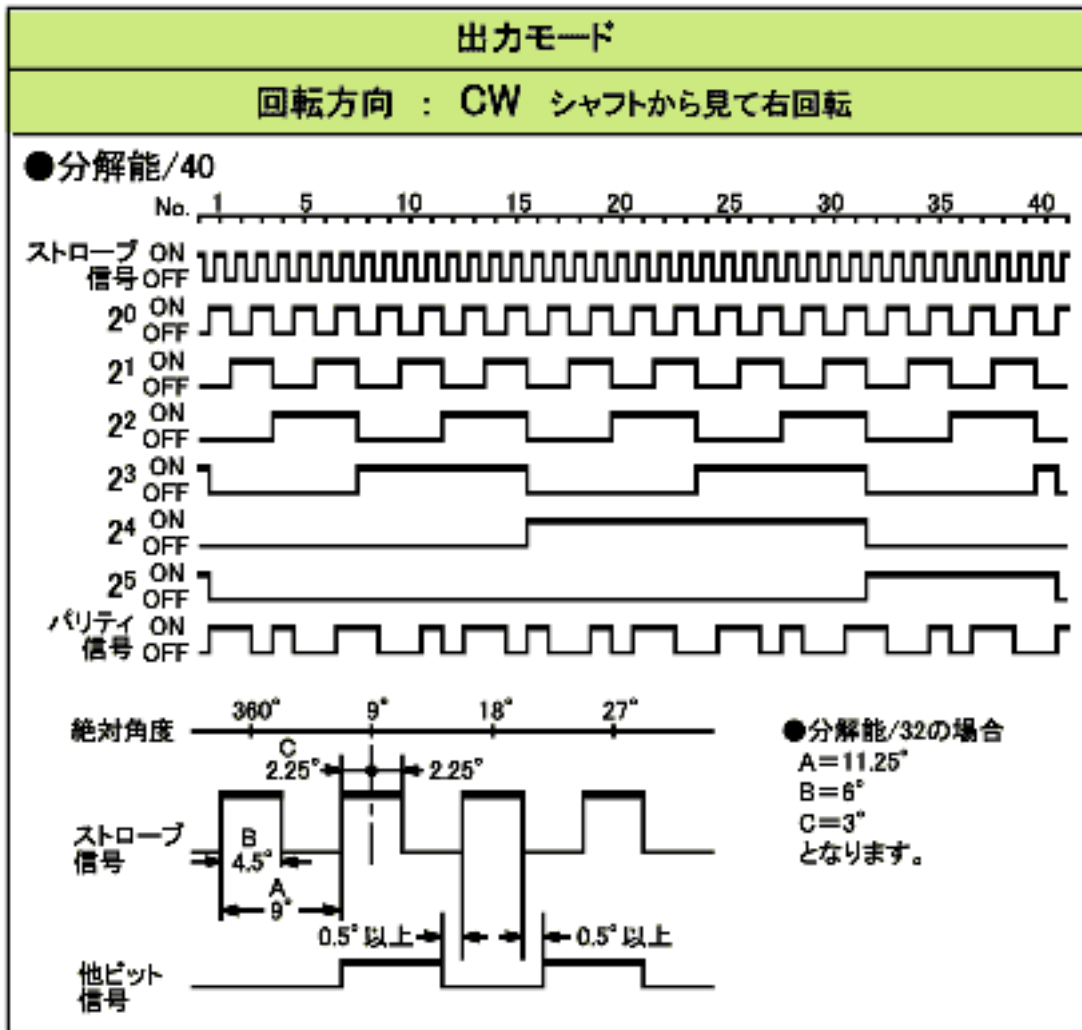 出力モード
回転方向 : CW シャフトから見て右回転
●分解能/40
No. 1 5 10 15 20 25 30 35 40
ストローブ信号 ON OFF
2⁰ ON OFF
2¹ ON OFF
2² ON OFF
2³ ON OFF
2⁴ ON OFF
2⁵ ON OFF
パリティ信号 ON OFF
絶対角度 360° 9° 18° 27°
C
2.25° 2.25°
ストローブ信号
B
4.5°
A
9°
0.5°以上 0.5°以上
他ビット信号
●分解能/32の場合
A=11.25°
B=6°
C=3°
となります。